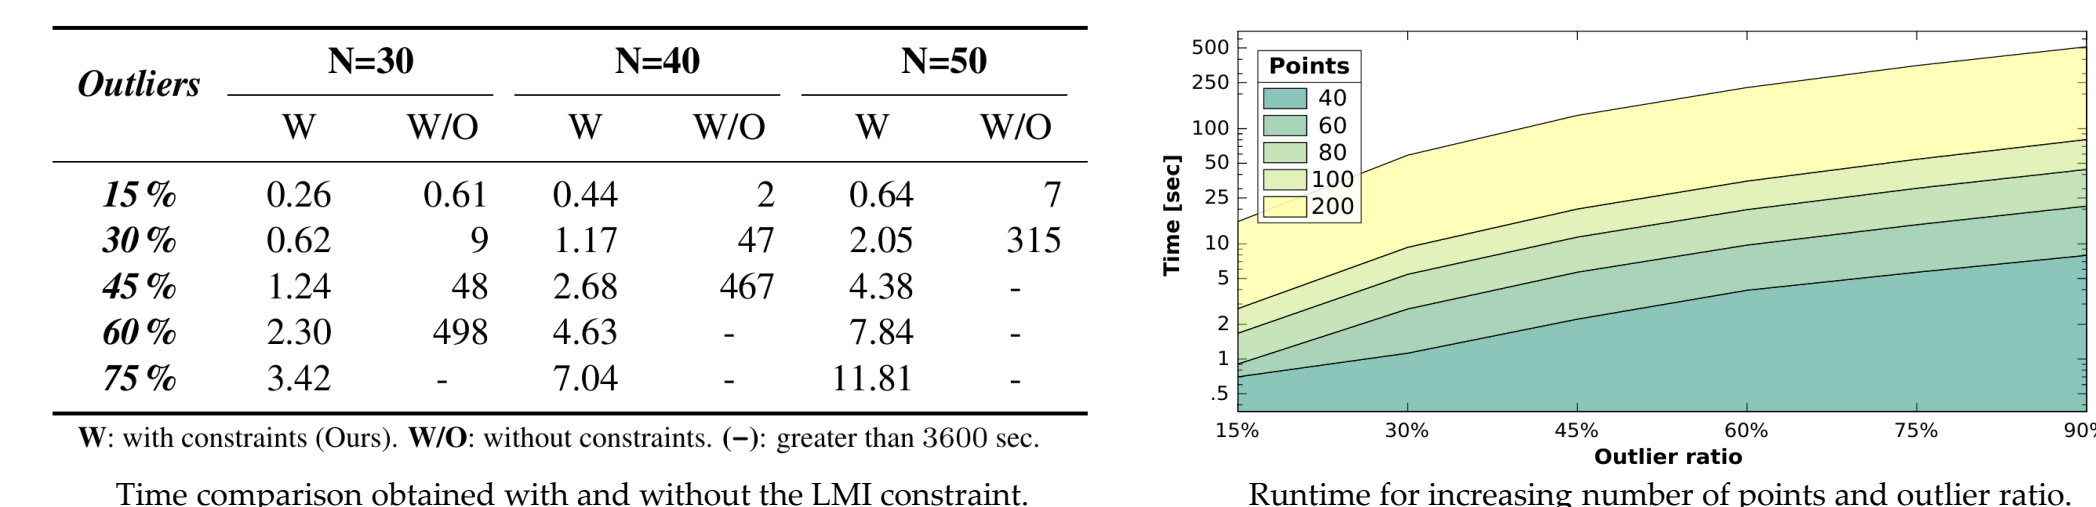 Outliers N=30 N=40 N=50
W W/O W W/O W W/O
15 % 0.26 0.61 0.44 2 0.64 7
30 % 0.62 9 1.17 47 2.05 315
45 % 1.24 48 2.68 467 4.38 -
60 % 2.30 498 4.63 - 7.84 -
75 % 3.42 - 7.04 - 11.81 -
W: with constraints (Ours). W/O: without constraints. (−): greater than 3600 sec.
Time comparison obtained with and without the LMI constraint.
Time [sec]
500
250
100
50
25
10
5
2
1
.5
Points
40
60
80
100
200
15% 30% 45% 60% 75% 90%
Outlier ratio
Runtime for increasing number of points and outlier ratio.